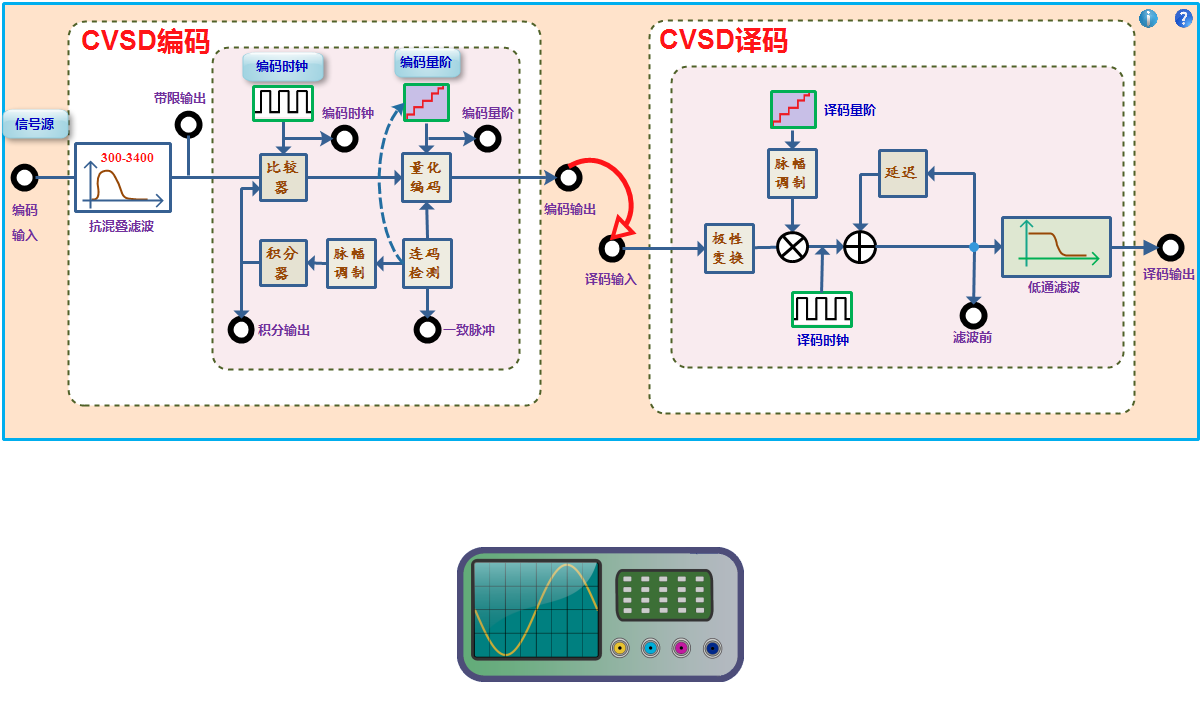 CVSD编码
CVSD译码
编码时钟
编码量阶
译码量阶
带限输出
编码时钟
编码量阶
信号源
300-3400
比较
器
量化
编码
脉幅
调制
延迟
编码
输入
抗混叠滤波
编码输出
积分
器
脉幅
调制
连码
检测
译码输入
极性
变换
低通滤波
译码输出
积分输出
一致脉冲
译码时钟
滤波前